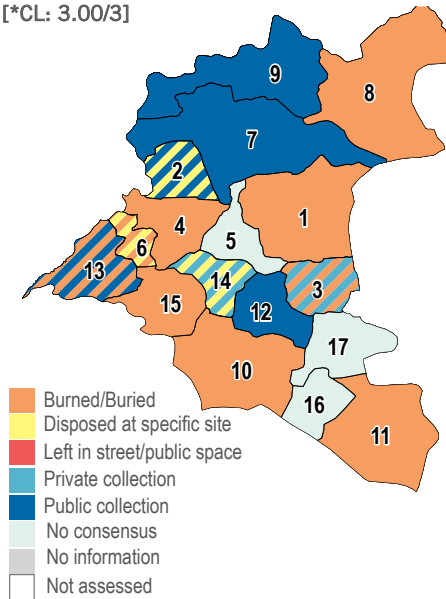 [*CL: 3.00/3]
9
8
7
2
1
4
5
6
13
14
3
15
12
17
10
16
11
Burned/Buried
Disposed at specific site
Left in street/public space
Private collection
Public collection
No consensus
No information
Not assessed